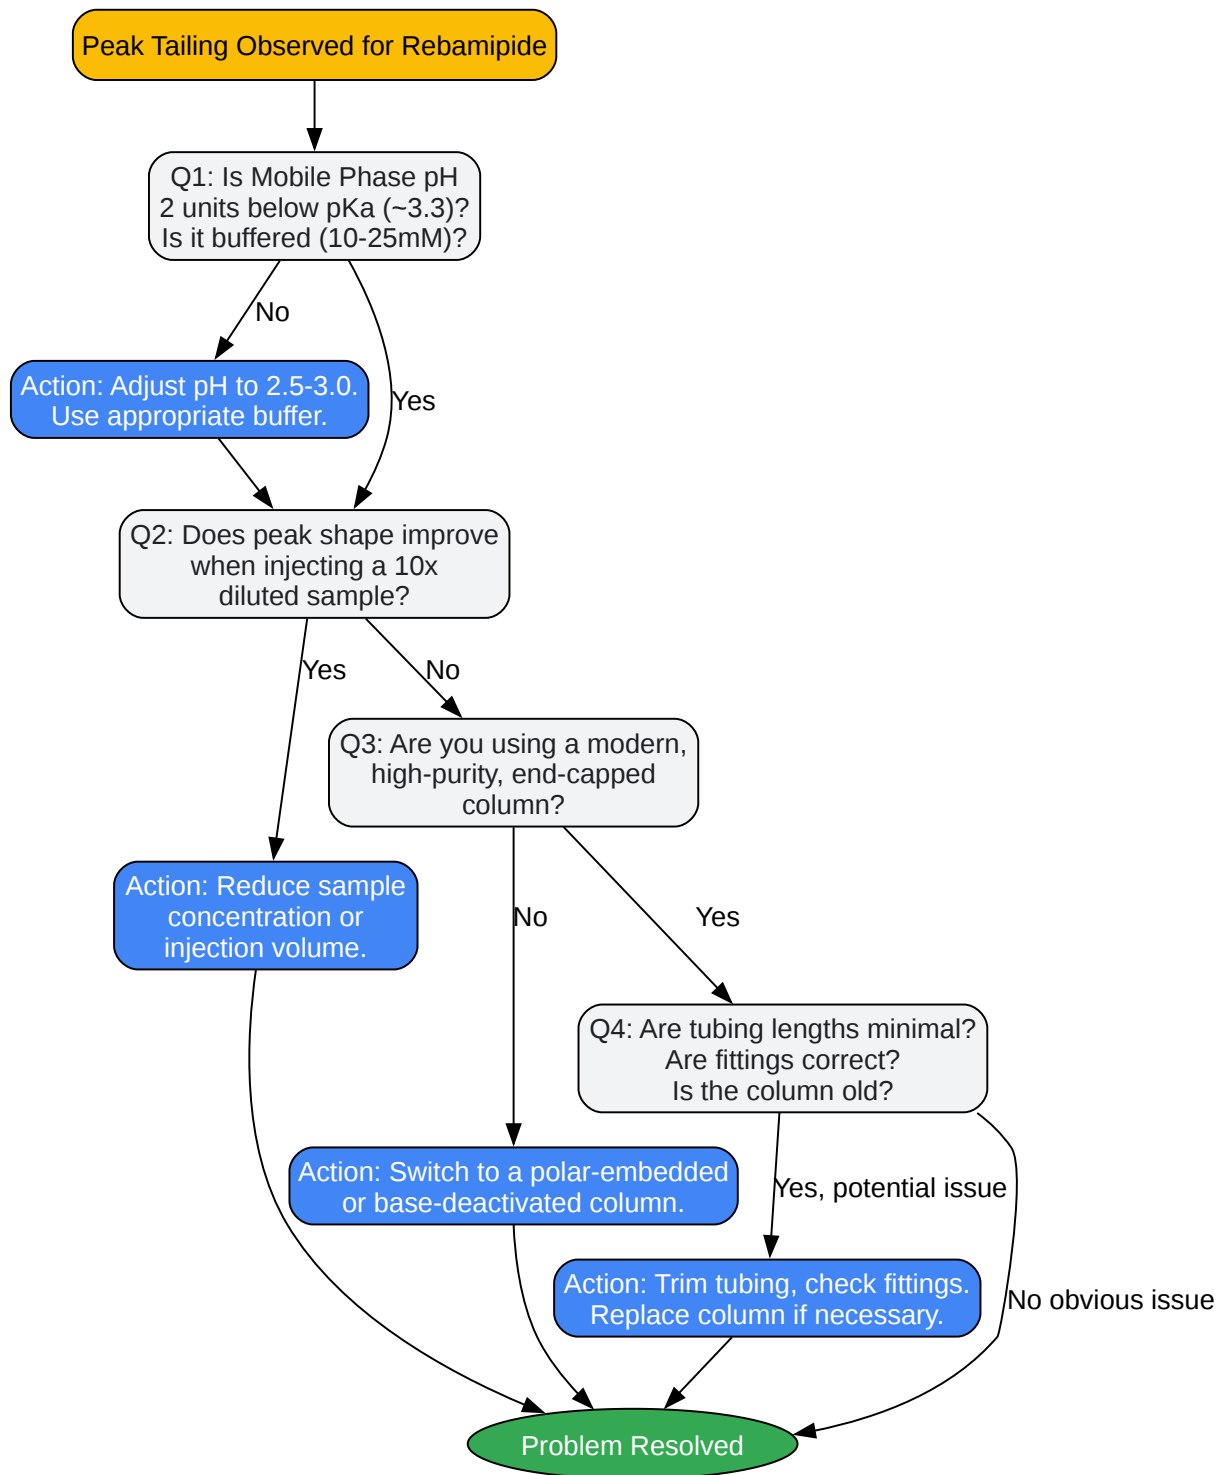 Peak Tailing Observed for Rebamipide
Q1: Is Mobile Phase pH
2 units below pKa (~3.3)?
Is it buffered (10-25mM)?
No
Action: Adjust pH to 2.5-3.0.
Use appropriate buffer.
Yes
Q2: Does peak shape improve
when injecting a 10x
diluted sample?
Yes
No
Q3: Are you using a modern,
high-purity, end-capped
column?
Action: Reduce sample
concentration or
injection volume.
No
Yes
Q4: Are tubing lengths minimal?
Are fittings correct?
Is the column old?
Action: Switch to a polar-embedded
or base-deactivated column.
Yes, potential issue
Action: Trim tubing, check fittings.
Replace column if necessary.
No obvious issue
Problem Resolved